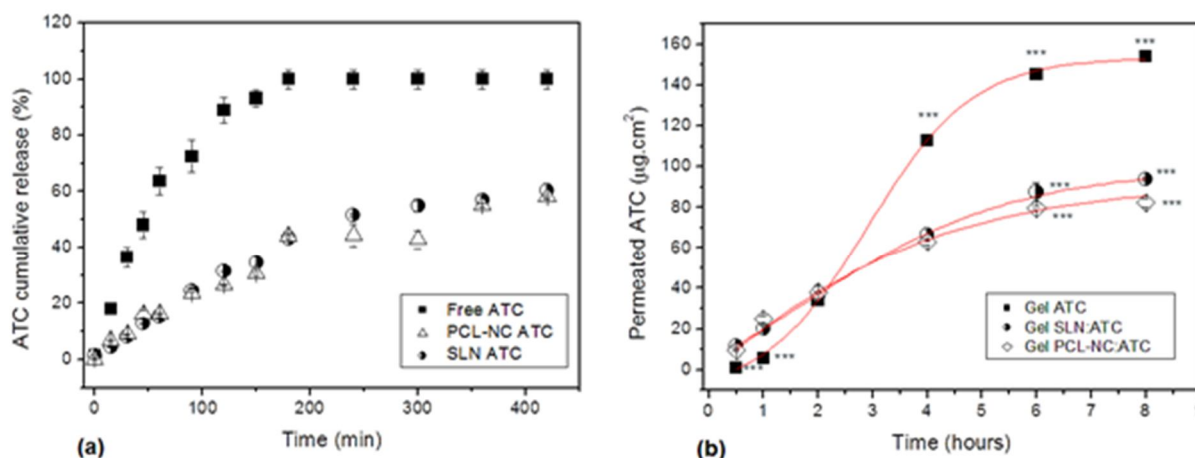 120
100
80
60
40
20
0
ATC cumulative release (%)
Free ATC
PCL-NC ATC
SLN ATC
0 100 200 300 400
Time (min)
(a)
160
140
120
100
80
60
40
20
0
Permeated ATC (µg.cm²)
***
***
***
***
***
***
***
***
***
Gel ATC
Gel SLN:ATC
Gel PCL-NC:ATC
0 1 2 3 4 5 6 7 8 9
Time (hours)
(b)